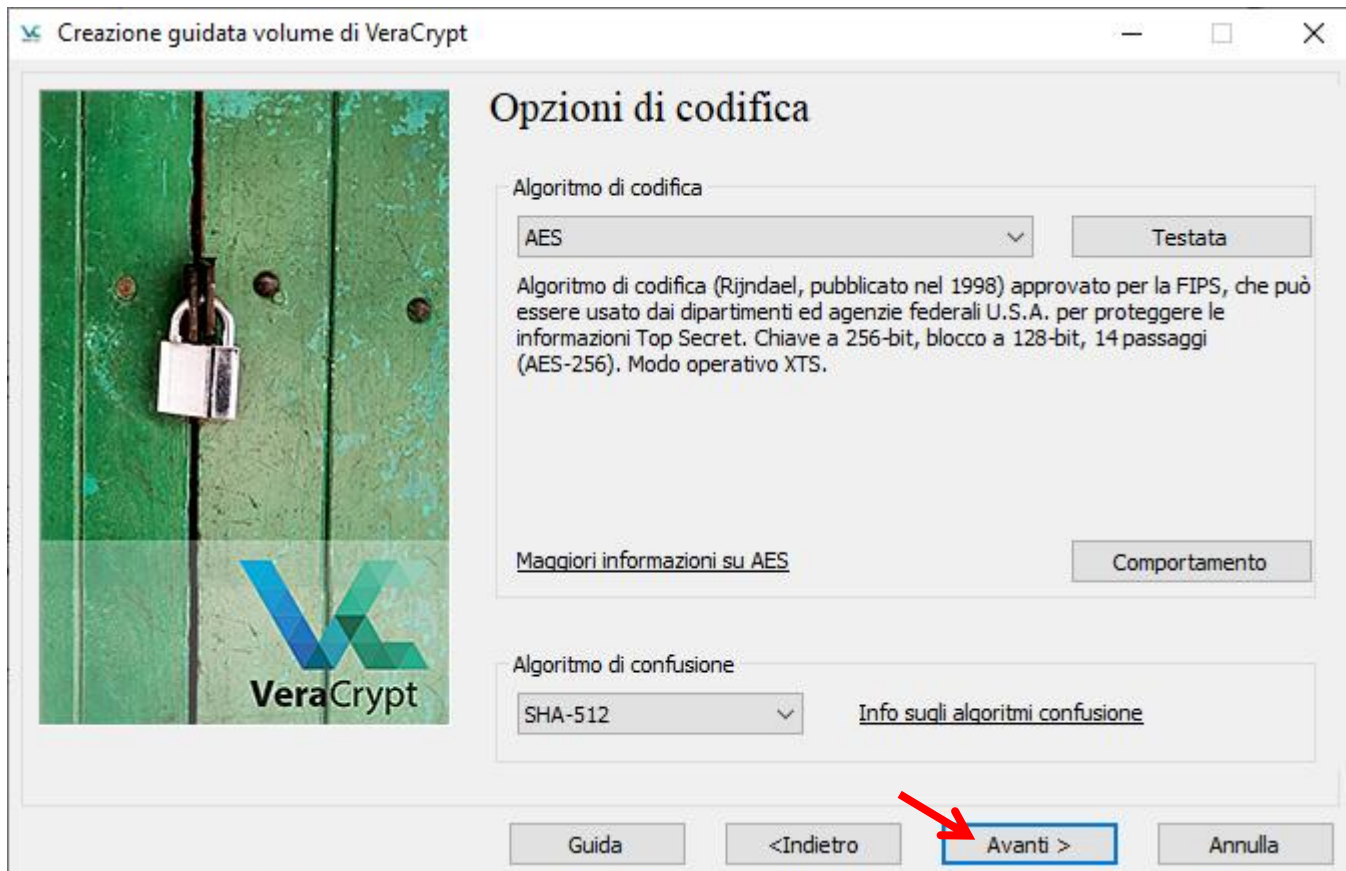 Creazione guidata volume di VeraCrypt
Opzioni di codifica
Algoritmo di codifica
AES
Testata
Algoritmo di codifica (Rijndael, pubblicato nel 1998) approvato per la FIPS, che può
essere usato dai dipartimenti ed agenzie federali U.S.A. per proteggere le
informazioni Top Secret. Chiave a 256-bit, blocco a 128-bit, 14 passaggi
(AES-256). Modo operativo XTS.
Maggiori informazioni su AES
Comportamento
VeraCrypt
Algoritmo di confusione
SHA-512
Info sugli algoritmi confusione
Guida
<Indietro
Avanti >
Annulla